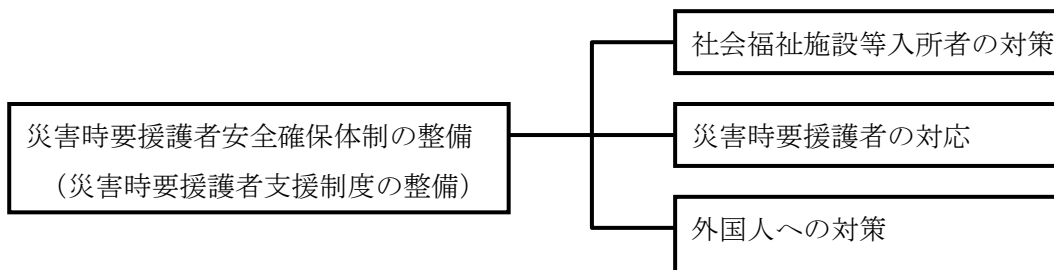 社会福祉施設等入所者の対策
災害時要援護者安全確保体制の整備
（災害時要援護者支援制度の整備）
災害時要援護者の対応
外国人への対策